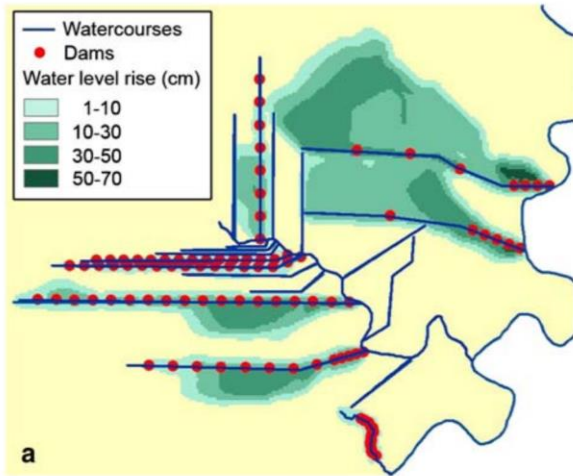 Watercourses
Dams
Water level rise (cm)
1-10
10-30
30-50
50-70
a